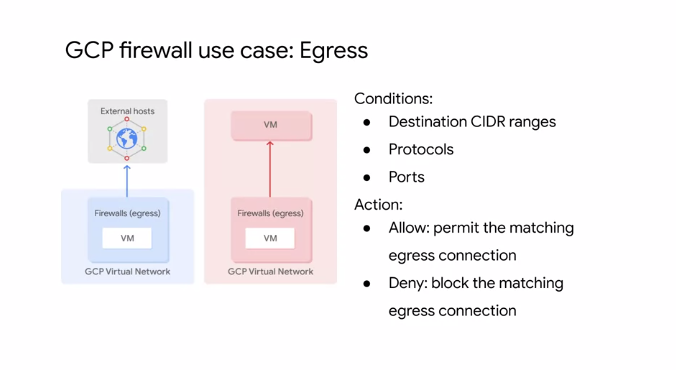 GCP firewall use case: Egress
External hosts
Firewalls (egress)
VM
GCP Virtual Network
VM
Firewalls (egress)
VM
GCP Virtual Network
Conditions:
● Destination CIDR ranges
● Protocols
● Ports
Action:
● Allow: permit the matching
egress connection
● Deny: block the matching
egress connection